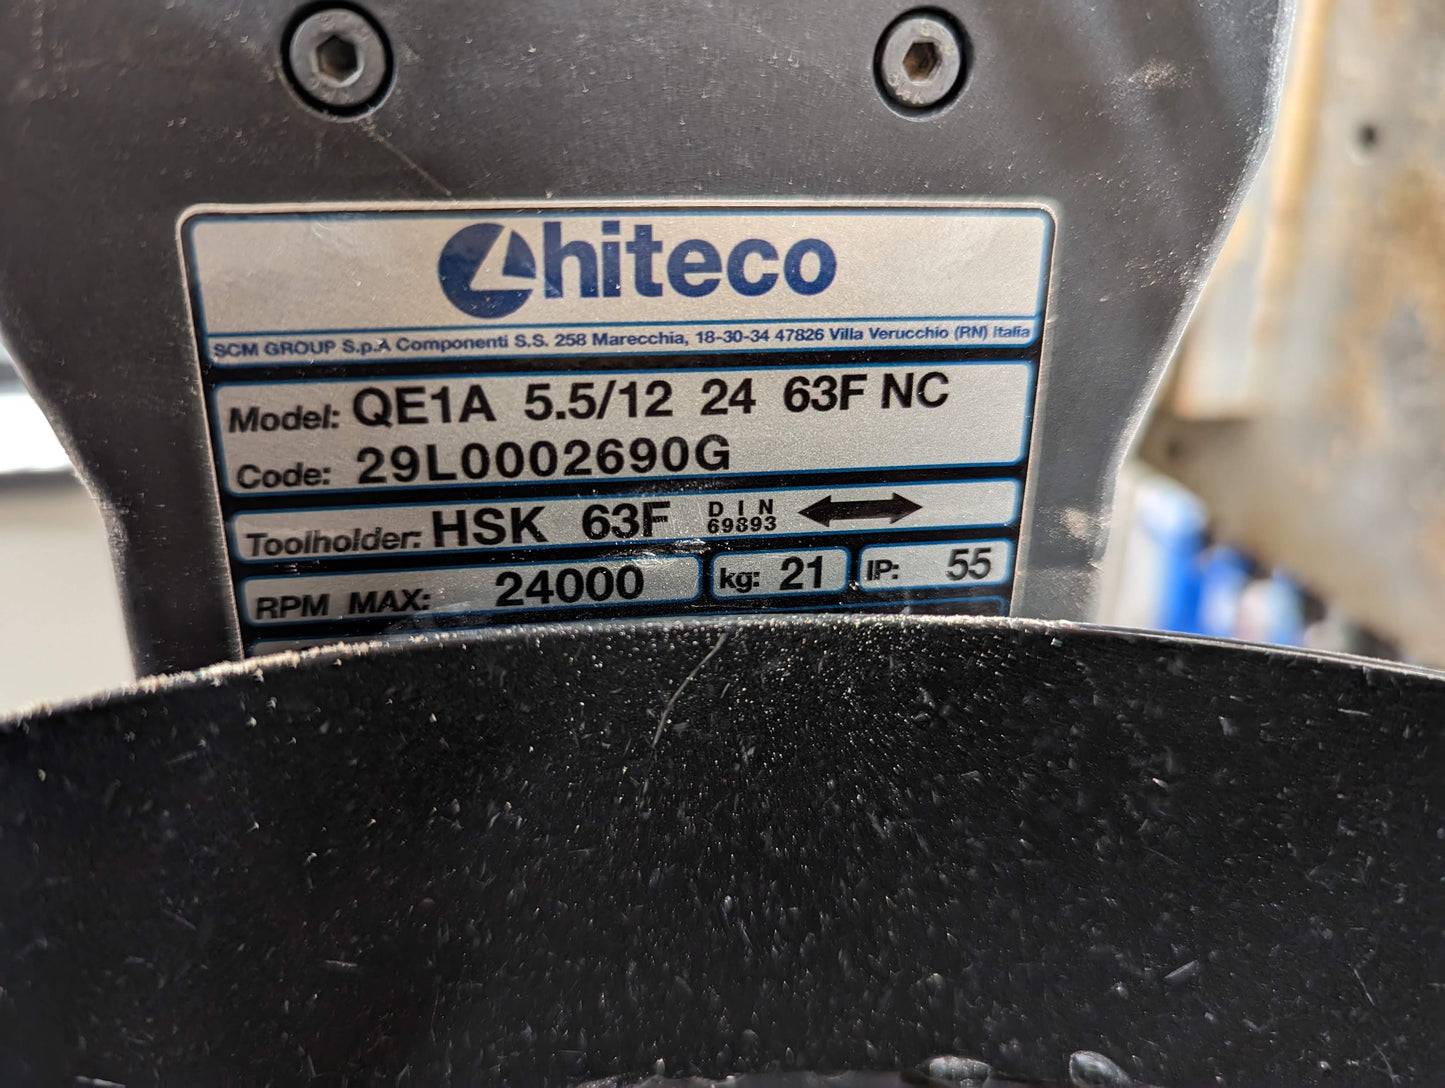 hiteco
SCM GROUP S.p.A Componenti S.S. 258 Marecchia, 18-30-34 47826 Villa Verucchio (RN) Italia
Model: QE1A 5.5/12 24 63F NC
Code: 29L0002690G
Toolholder: HSK 63F DIN 69893
RPM MAX: 24000 kg: 21 IP: 55